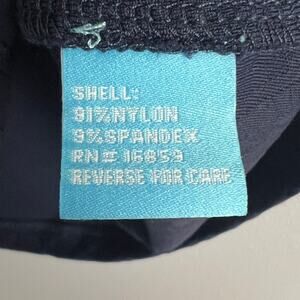 SHELL:
91%NYLON
9%SPANDEX
RN# 16859
REVERSE FOR CARE